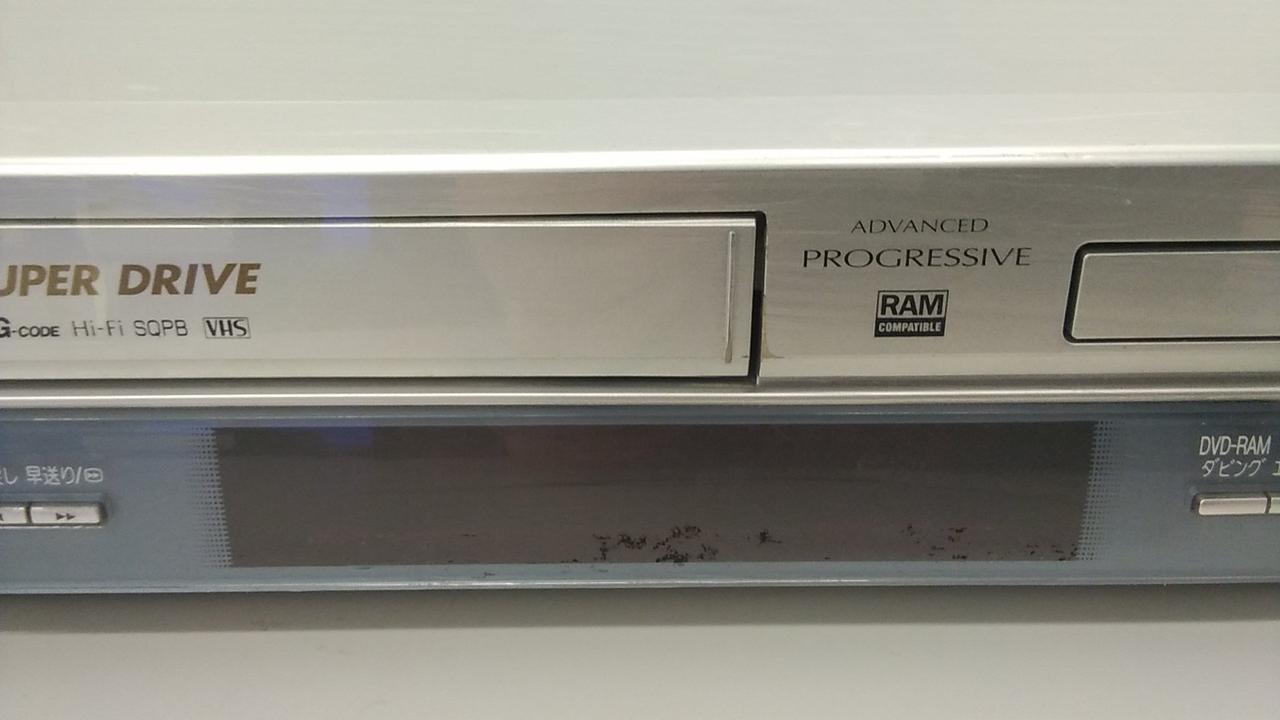 UPER DRIVE
G-CODE Hi-Fi SQPB VHS
ADVANCED
PROGRESSIVE
RAM
COMPATIBLE
し 早送り/
DVD-RAM
ダビング